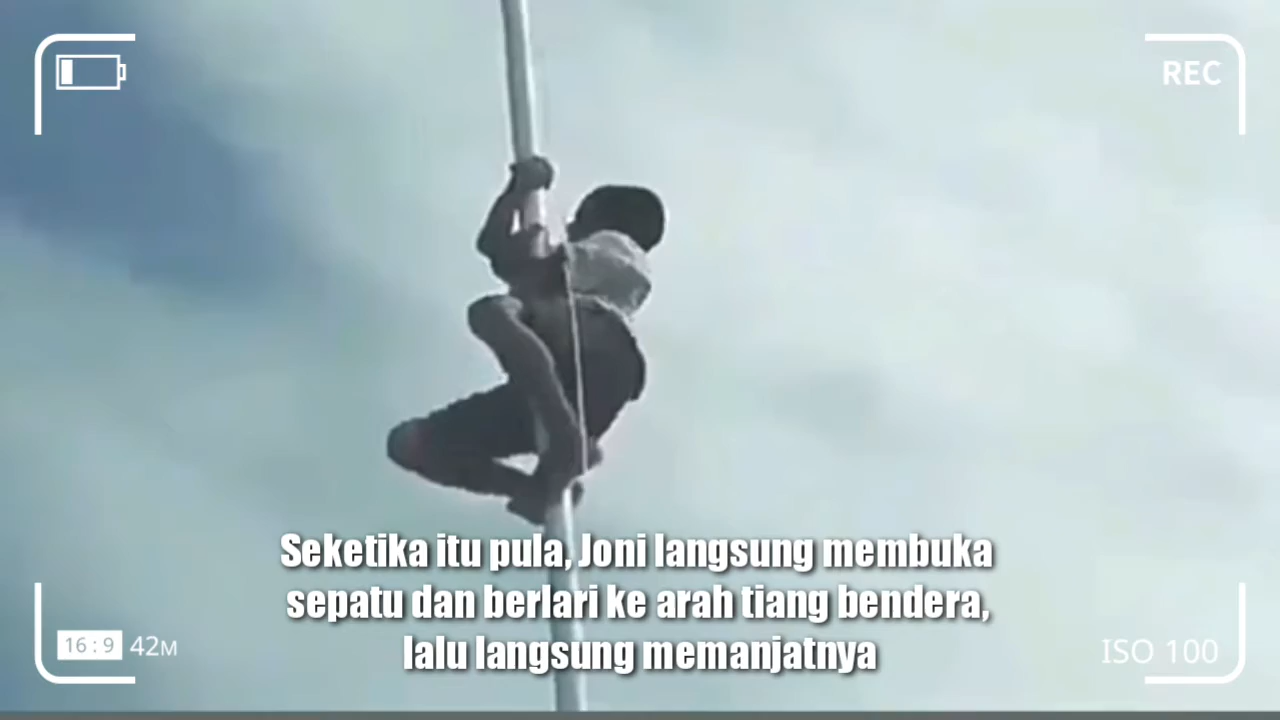 REC
Seketika itu pula, Joni langsung membuka
sepatu dan berlari ke arah tiang bendera,
lalu langsung memanjatnya
16 : 9 42M
ISO 100